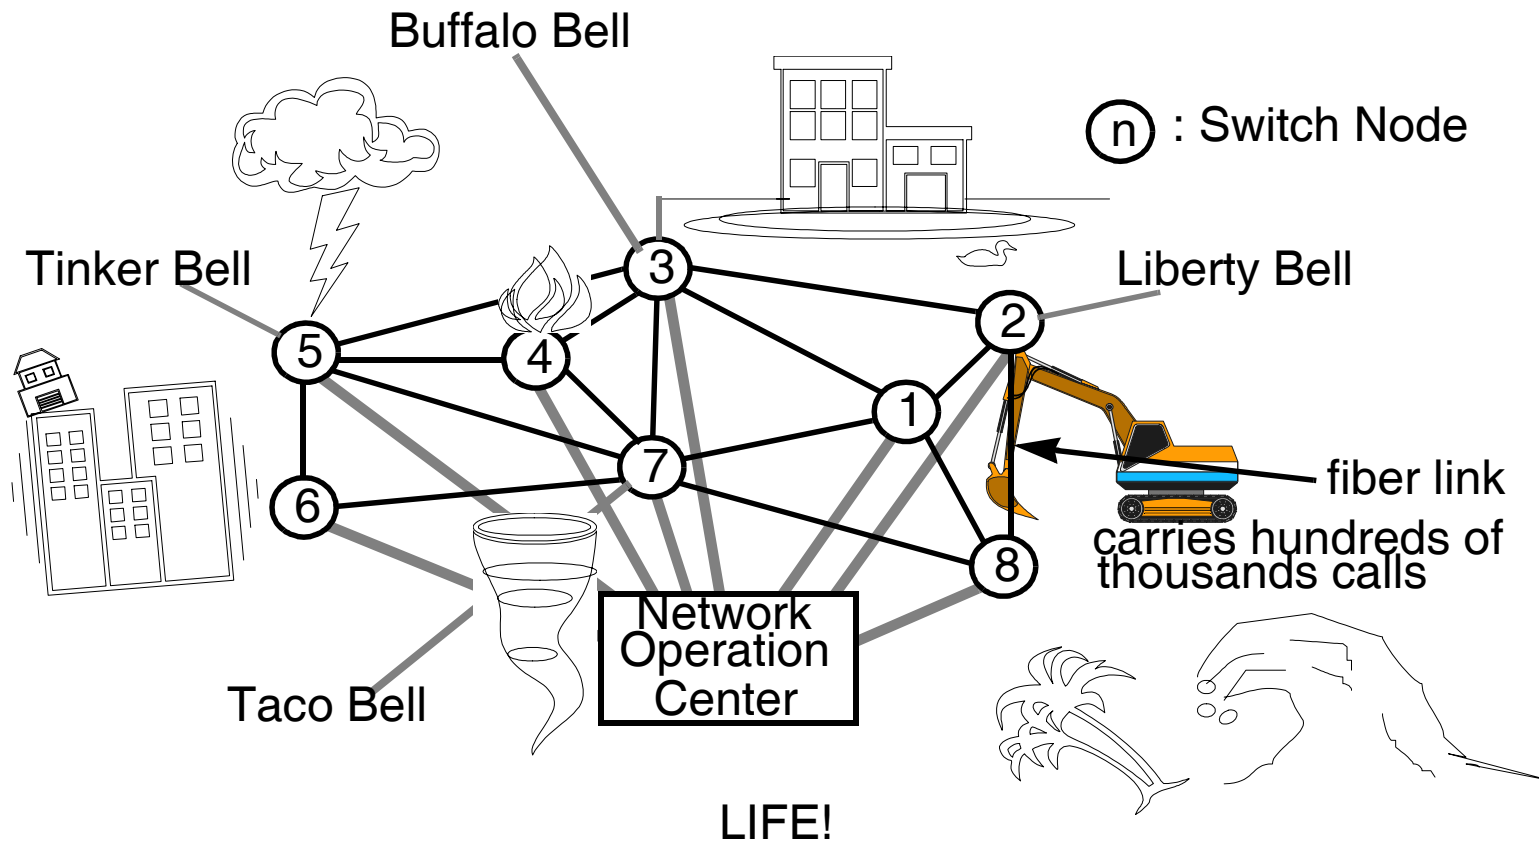 Buffalo Bell
n : Switch Node
Tinker Bell
3
Liberty Bell
2
5
4
1
7
fiber link
6
carries hundreds of
thousands calls
8
Network
Operation
Center
Taco Bell
LIFE!